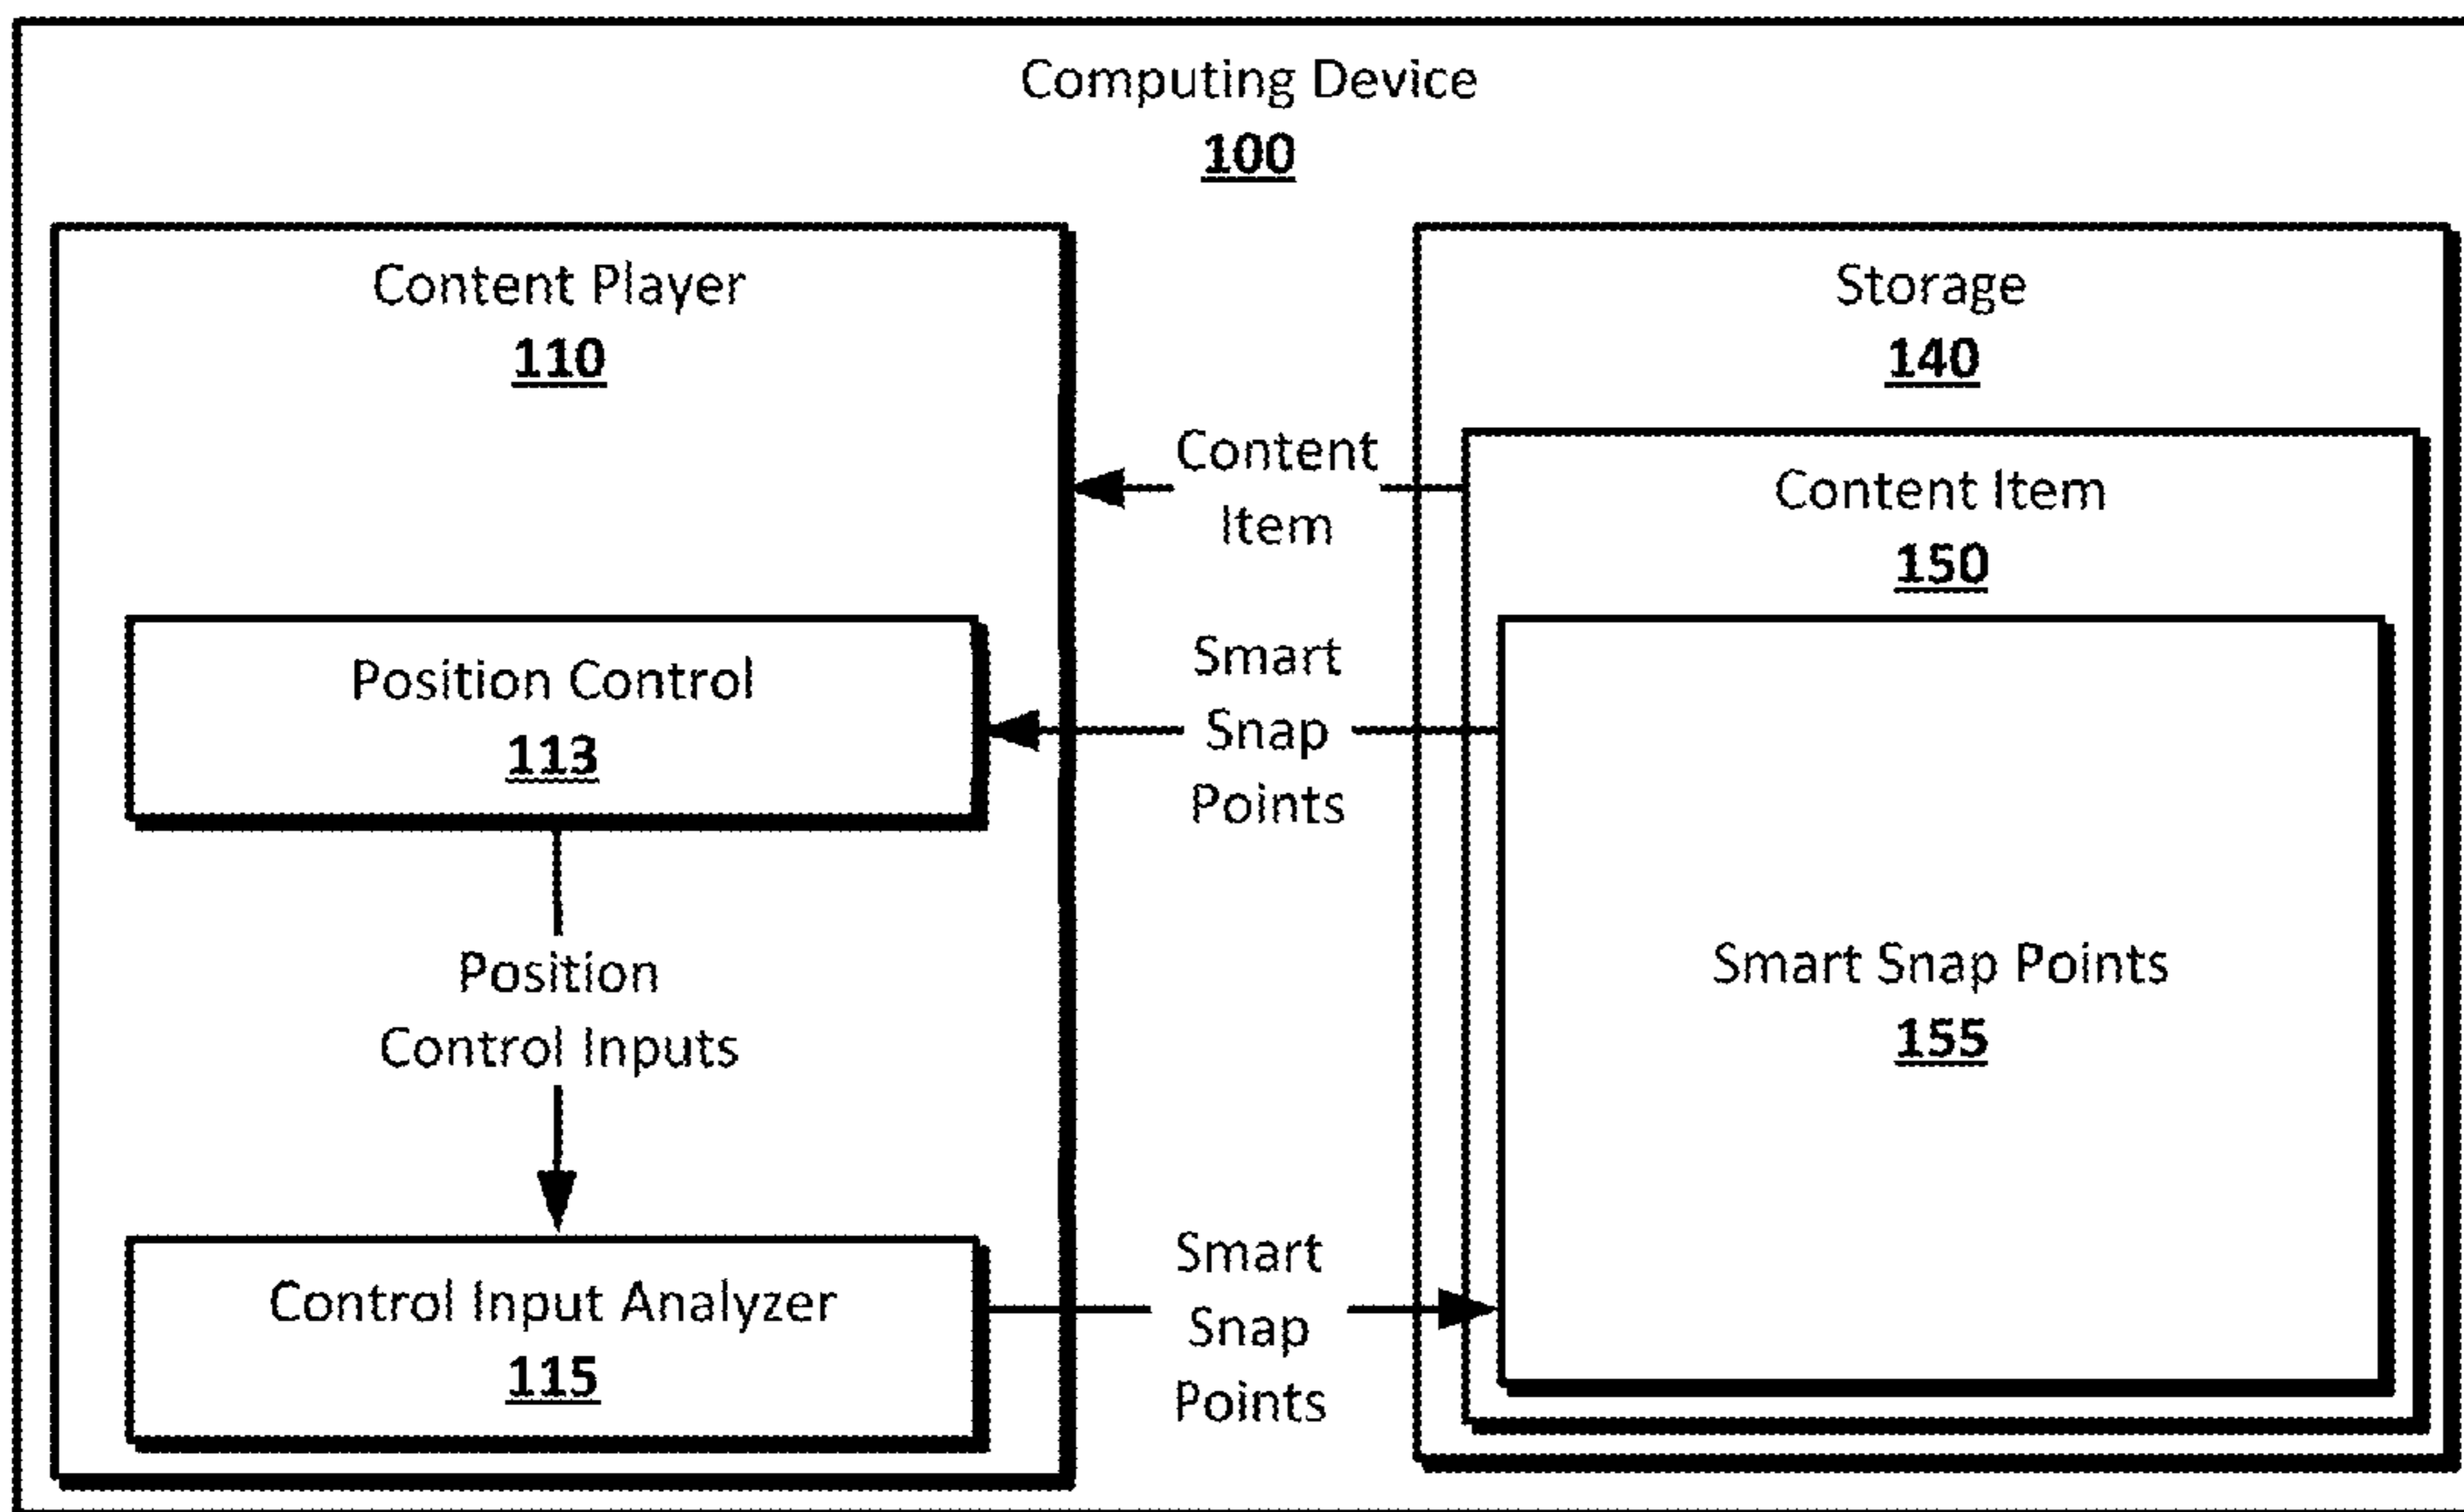 Computing Device
100
Content Player
110
Storage
140
Content
Item
Content Item
150
Position Control
113
Smart
Snap
Points
Smart Snap Points
155
Position
Control Inputs
Control Input Analyzer
115
Smart
Snap
Points